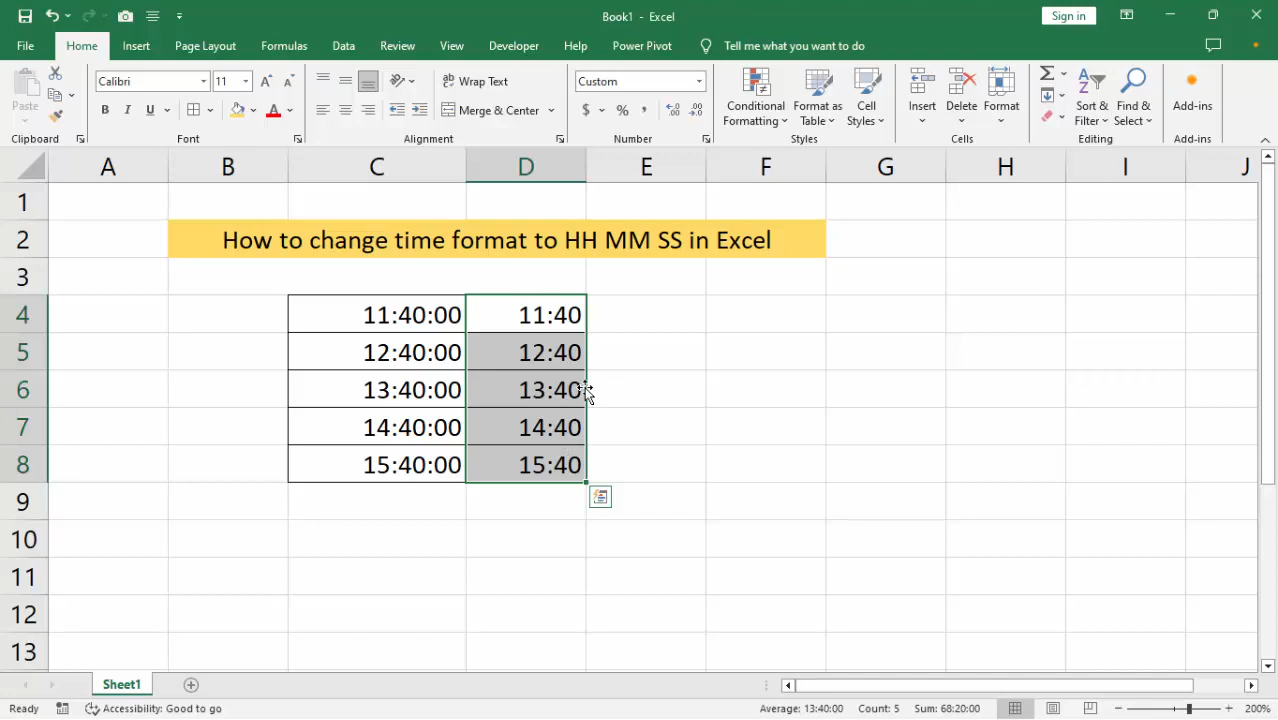 Book1 - Excel
Sign in
File Home Insert Page Layout Formulas Data Review View Developer Help Power Pivot Tell me what you want to do
Paste
Calibri 11
B I U A
ab Wrap Text
Merge & Center
Custom
$ % ,
Conditional Formatting
Format as Table
Cell Styles
Insert Delete Format
Sort & Filter
Find & Select
Add-ins
Clipboard Font Alignment Number Styles Cells Editing Add-ins
A B C D E F G H I J
1
2 How to change time format to HH MM SS in Excel
3
4 11:40:00 11:40
5 12:40:00 12:40
6 13:40:00 13:40
7 14:40:00 14:40
8 15:40:00 15:40
9
10
11
12
13
Sheet1
Ready Accessibility: Good to go Average: 13:40:00 Count: 5 Sum: 68:20:00 200%